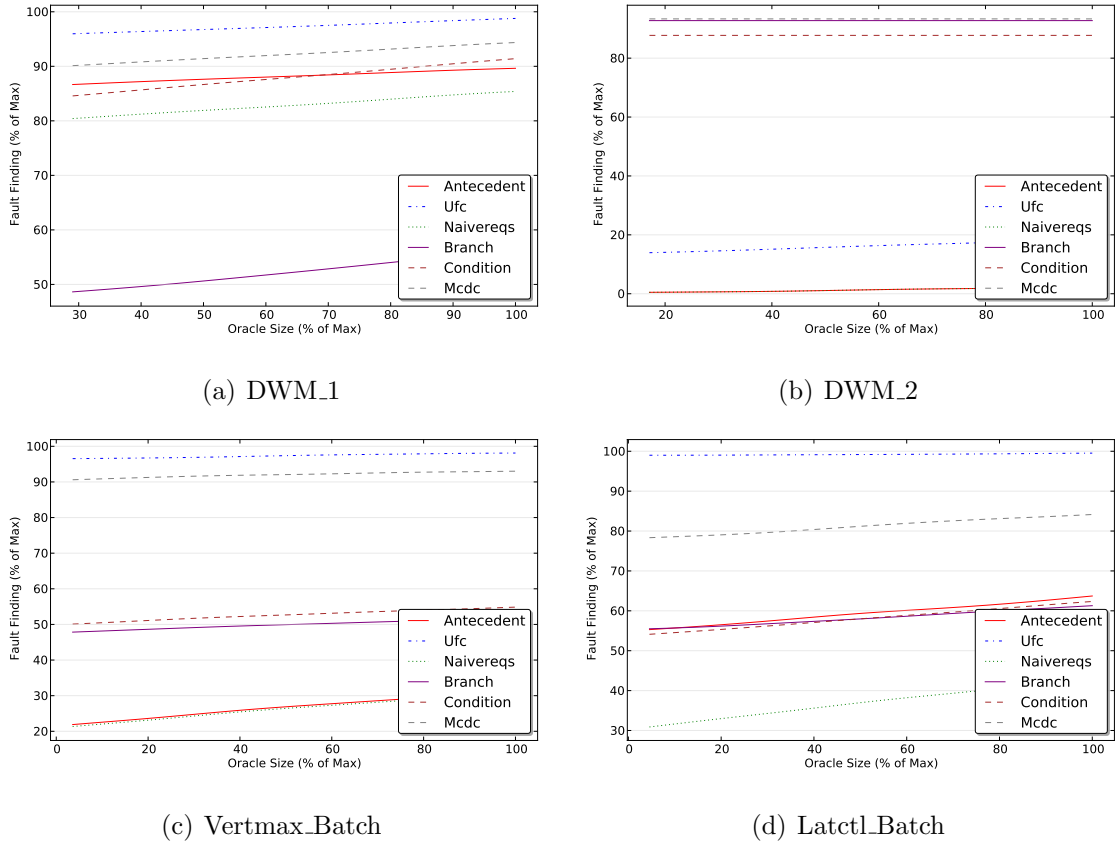 100
90
80
70
60
50
Fault Finding (% of Max)
30 40 50 60 70 80 90 100
Oracle Size (% of Max)
Antecedent
Ufc
Naivereqs
Branch
Condition
Mcdc
(a) DWM_1
80
60
40
20
0
Fault Finding (% of Max)
20 40 60 80 100
Oracle Size (% of Max)
Antecedent
Ufc
Naivereqs
Branch
Condition
Mcdc
(b) DWM_2
100
90
80
70
60
50
40
30
20
Fault Finding (% of Max)
0 20 40 60 80 100
Oracle Size (% of Max)
Antecedent
Ufc
Naivereqs
Branch
Condition
Mcdc
(c) Vertmax_Batch
100
90
80
70
60
50
40
30
Fault Finding (% of Max)
0 20 40 60 80 100
Oracle Size (% of Max)
Antecedent
Ufc
Naivereqs
Branch
Condition
Mcdc
(d) Latctl_Batch